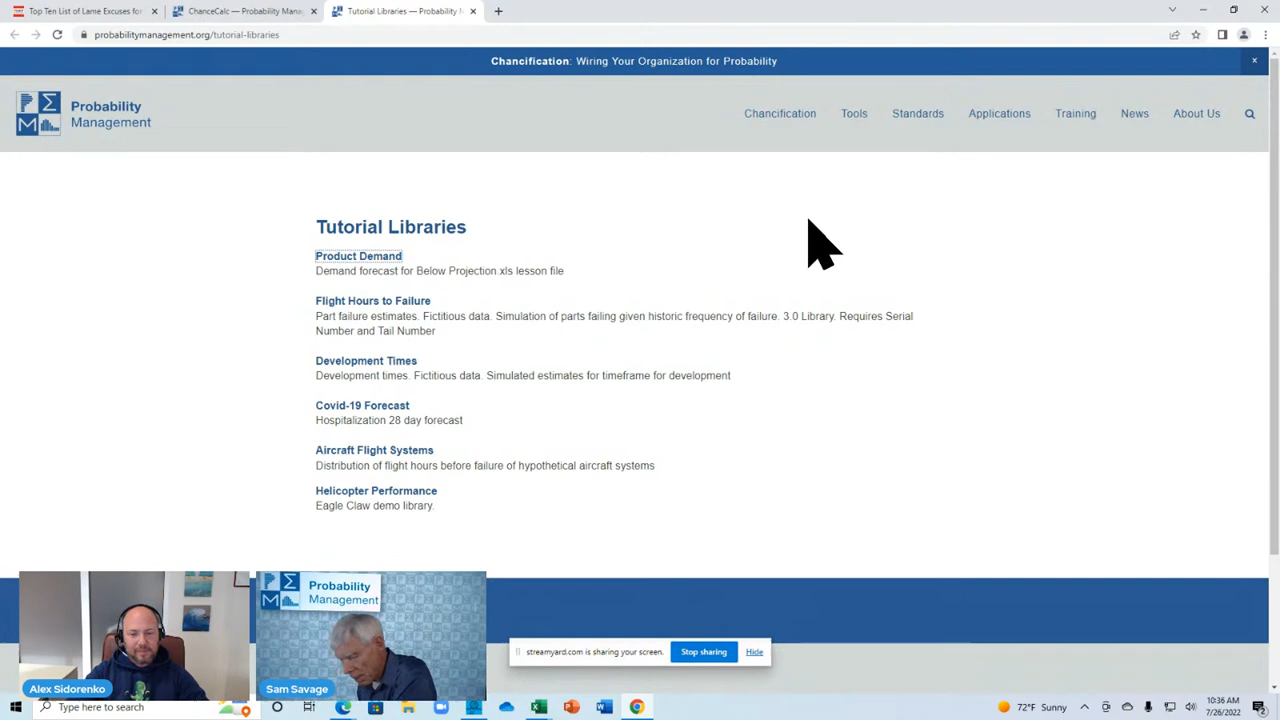 Top Ten List of Lame Excuses for
ChanceCalc — Probability Mana
Tutorial Libraries — Probability M
probabilitymanagement.org/tutorial-libraries
Chancification: Wiring Your Organization for Probability
Probability
Management
Chancification
Tools
Standards
Applications
Training
News
About Us
Tutorial Libraries
Product Demand
Demand forecast for Below Projection xls lesson file
Flight Hours to Failure
Part failure estimates. Fictitious data. Simulation of parts failing given historic frequency of failure. 3.0 Library. Requires Serial
Number and Tail Number
Development Times
Development times. Fictitious data. Simulated estimates for timeframe for development
Covid-19 Forecast
Hospitalization 28 day forecast
Aircraft Flight Systems
Distribution of flight hours before failure of hypothetical aircraft systems
Helicopter Performance
Eagle Claw demo library.
Probability
Management
Alex Sidorenko
Sam Savage
streamyard.com is sharing your screen.
Stop sharing
Hide
Type here to search
72°F Sunny
10:36 AM
7/26/2022